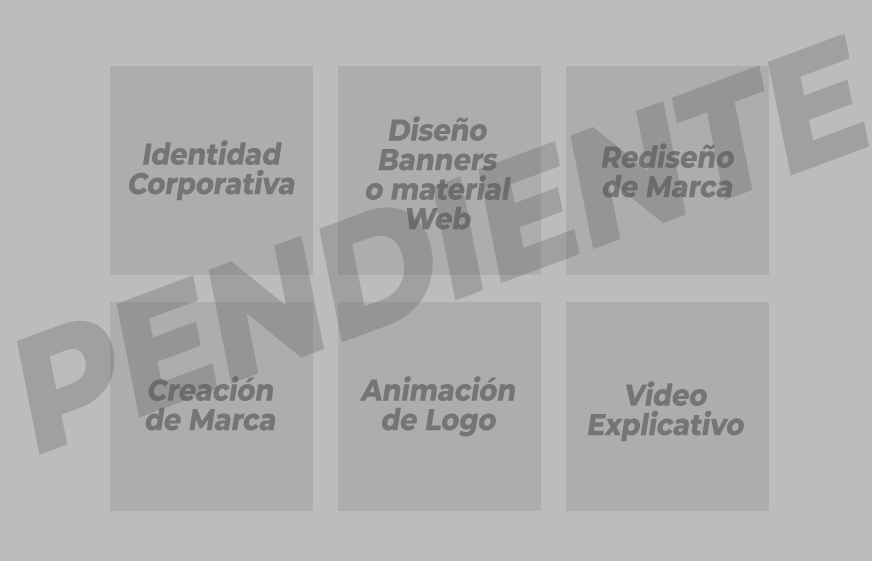 Identidad
Corporativa
Diseño
Banners
o material
Web
Rediseño
de Marca
PENDIENTE
Creación
de Marca
Animación
de Logo
Video
Explicativo